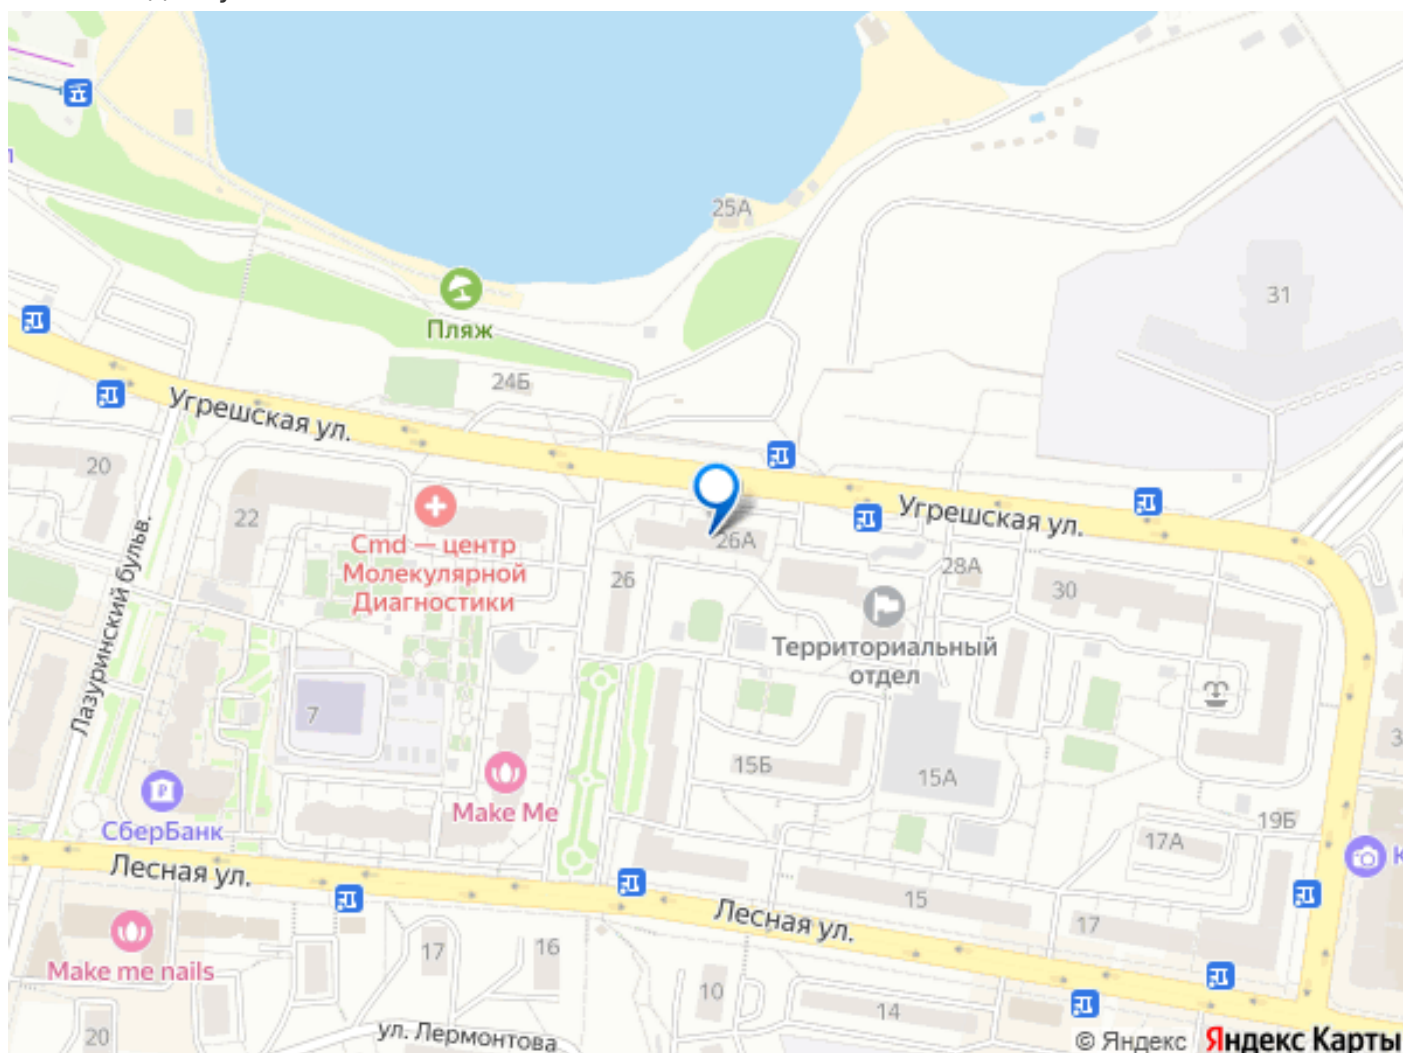 25А
31
Пляж
24Б
Угрешская ул.
20
22
Cmd — центр
Молекулярной
Диагностики
26А
Угрешская ул.
26
28А
30
Территориальный
отдел
Лазуринский бульв.
7
15Б
15А
Make Me
СберБанк
19Б
17А
Лесная ул.
15
17
Лесная ул.
Make me nails
17
16
10
14
20
ул. Лермонтова
© Яндекс Яндекс Карты